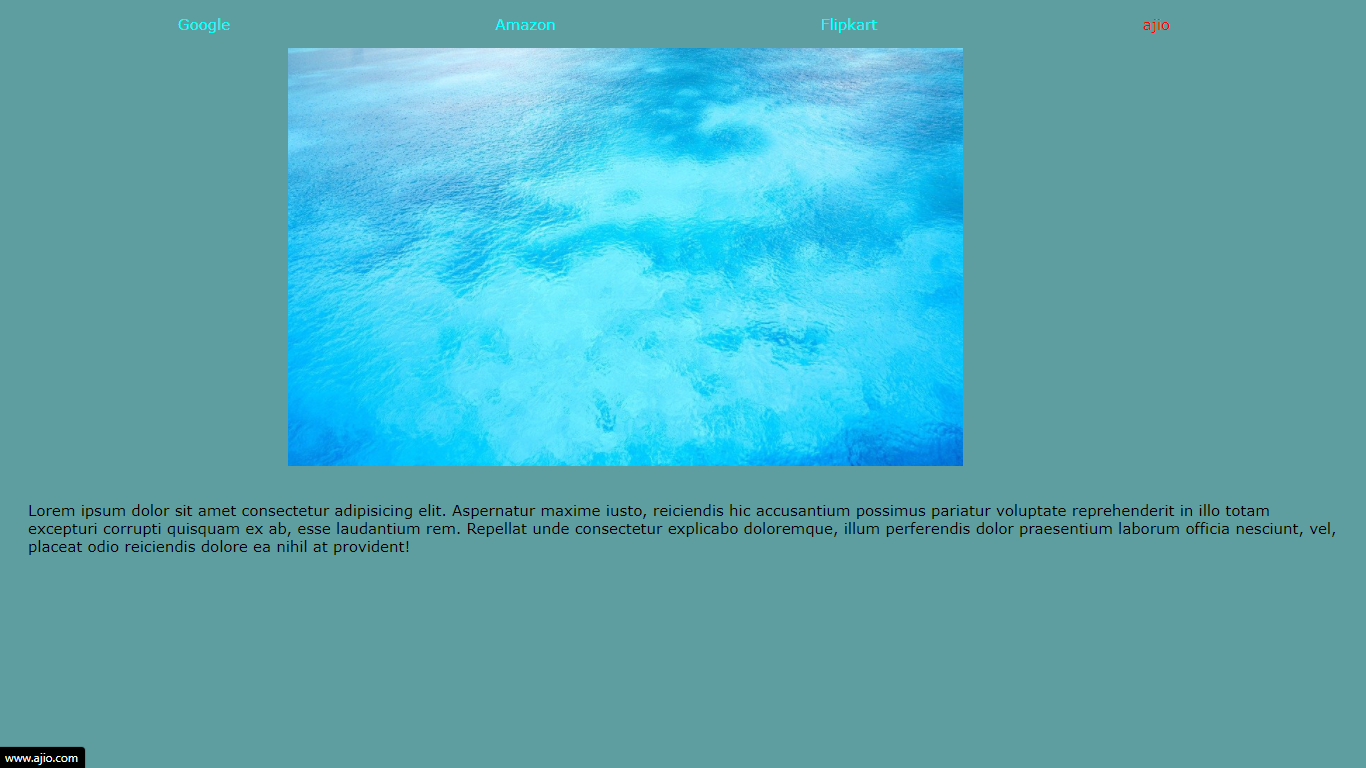 Google Amazon Flipkart ajio
Lorem ipsum dolor sit amet consectetur adipisicing elit. Aspernatur maxime iusto, reiciendis hic accusantium possimus pariatur voluptate reprehenderit in illo totam
excepturi corrupti quisquam ex ab, esse laudantium rem. Repellat unde consectetur explicabo doloremque, illum perferendis dolor praesentium laborum officia nesciunt, vel,
placeat odio reiciendis dolore ea nihil at provident!
www.ajio.com